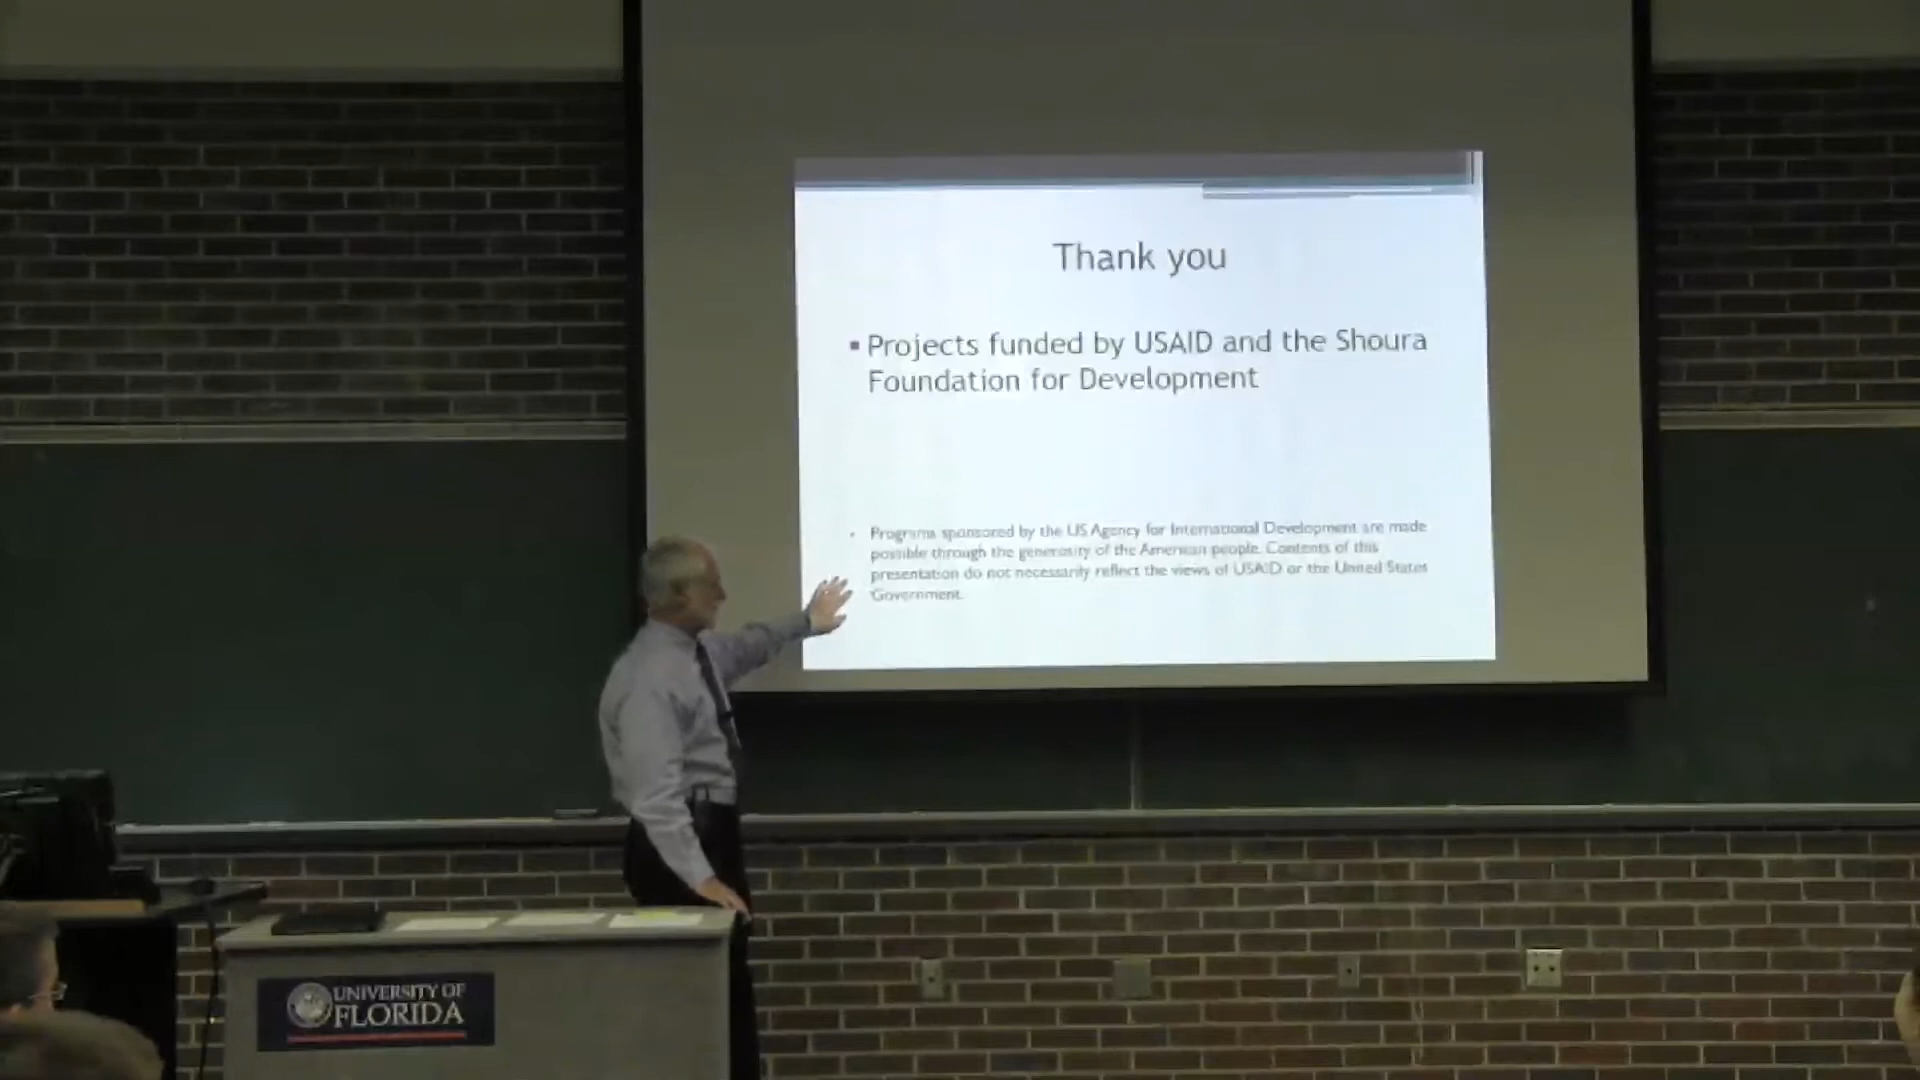 Thank you
▪ Projects funded by USAID and the Shoura
Foundation for Development
• Programs sponsored by the US Agency for International Development are made
possible through the generosity of the American people. Contents of this
presentation do not necessarily reflect the views of USAID or the United States
Government.
UNIVERSITY OF
FLORIDA